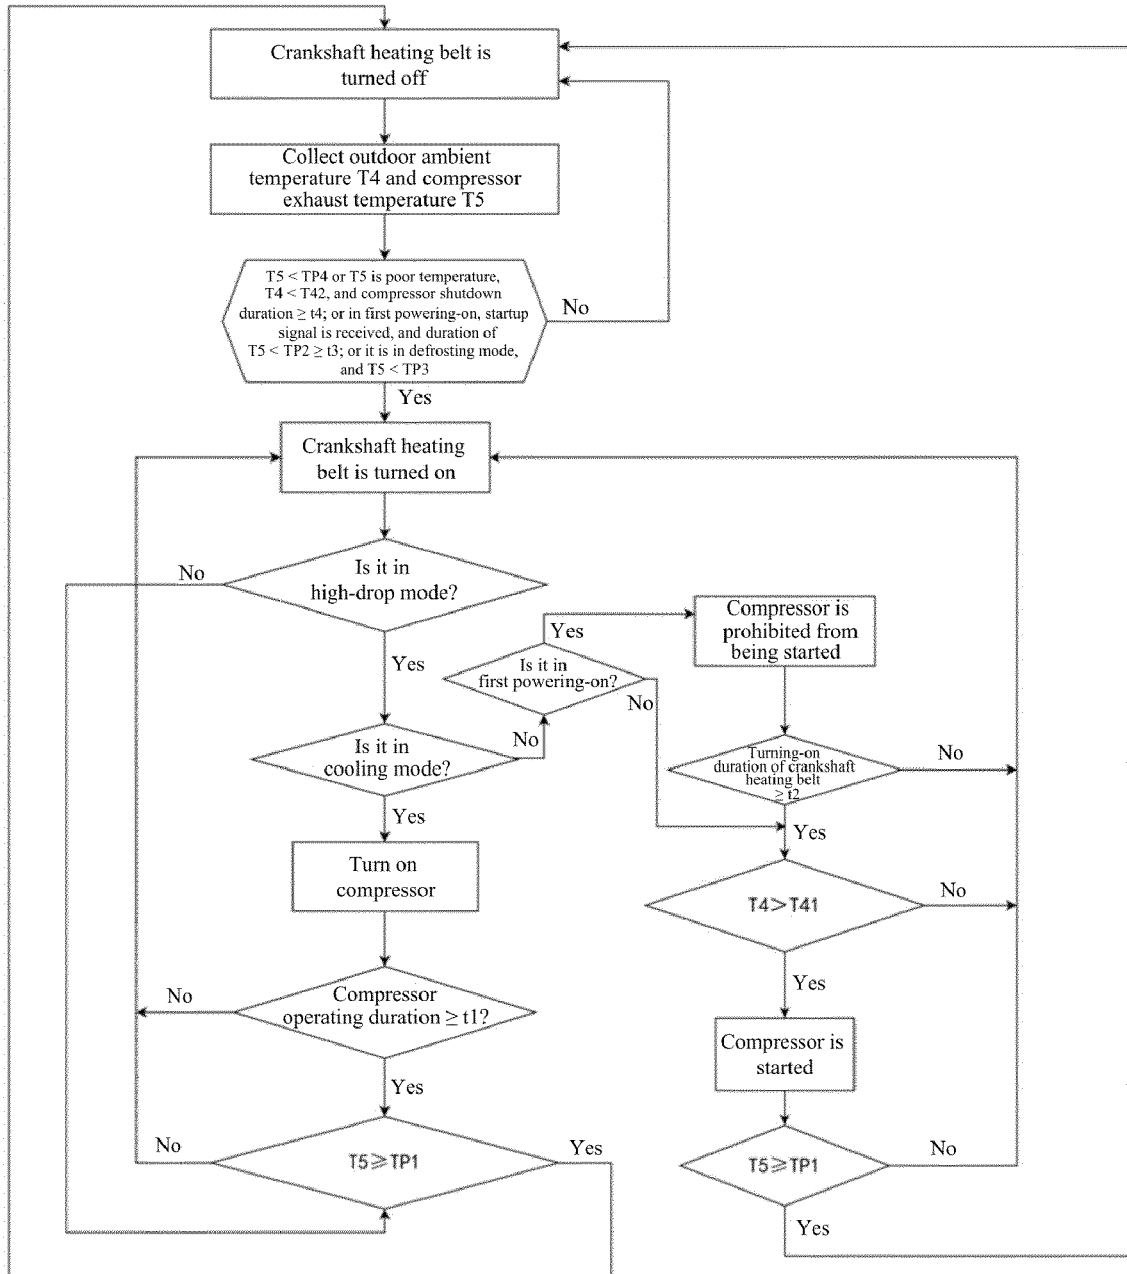 Crankshaft heating belt is
turned off
Collect outdoor ambient
temperature T4 and compressor
exhaust temperature T5
T5 < TP4 or T5 is poor temperature,
T4 < T42, and compressor shutdown
duration ≥ t4; or in first powering-on, startup
signal is received, and duration of
T5 < TP2 ≥ t3; or it is in defrosting mode,
and T5 < TP3
No
Yes
Crankshaft heating
belt is turned on
Is it in
high-drop mode?
No
Yes
Is it in
cooling mode?
No
Yes
Is it in
first powering-on?
Yes
No
Compressor is
prohibited from
being started
Turning-on
duration of crankshaft
heating belt
≥ t2
No
Yes
Turn on
compressor
T4>T41
No
Yes
Compressor
operating duration ≥ t1?
No
Yes
Compressor is
started
T5≥TP1
No
Yes
T5≥TP1
No
Yes